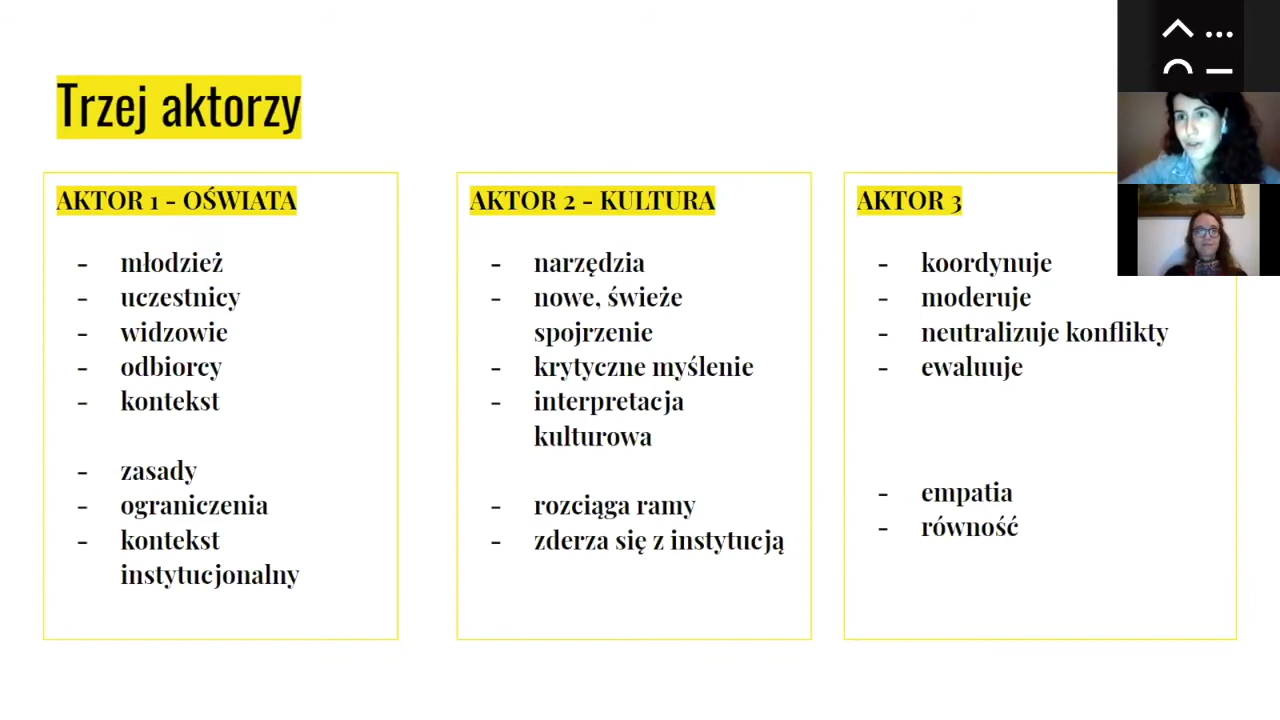 Trzej aktorzy
AKTOR 1 - OŚWIATA
- młodzież
- uczestnicy
- widzowie
- odbiorcy
- kontekst
- zasady
- ograniczenia
- kontekst
instytucjonalny
AKTOR 2 - KULTURA
- narzędzia
- nowe, świeże
spojrzenie
- krytyczne myślenie
- interpretacja
kulturowa
- rozciąga ramy
- zderza się z instytucją
AKTOR 3
- koordynuje
- moderuje
- neutralizuje konflikty
- ewaluuje
- empatia
- równość